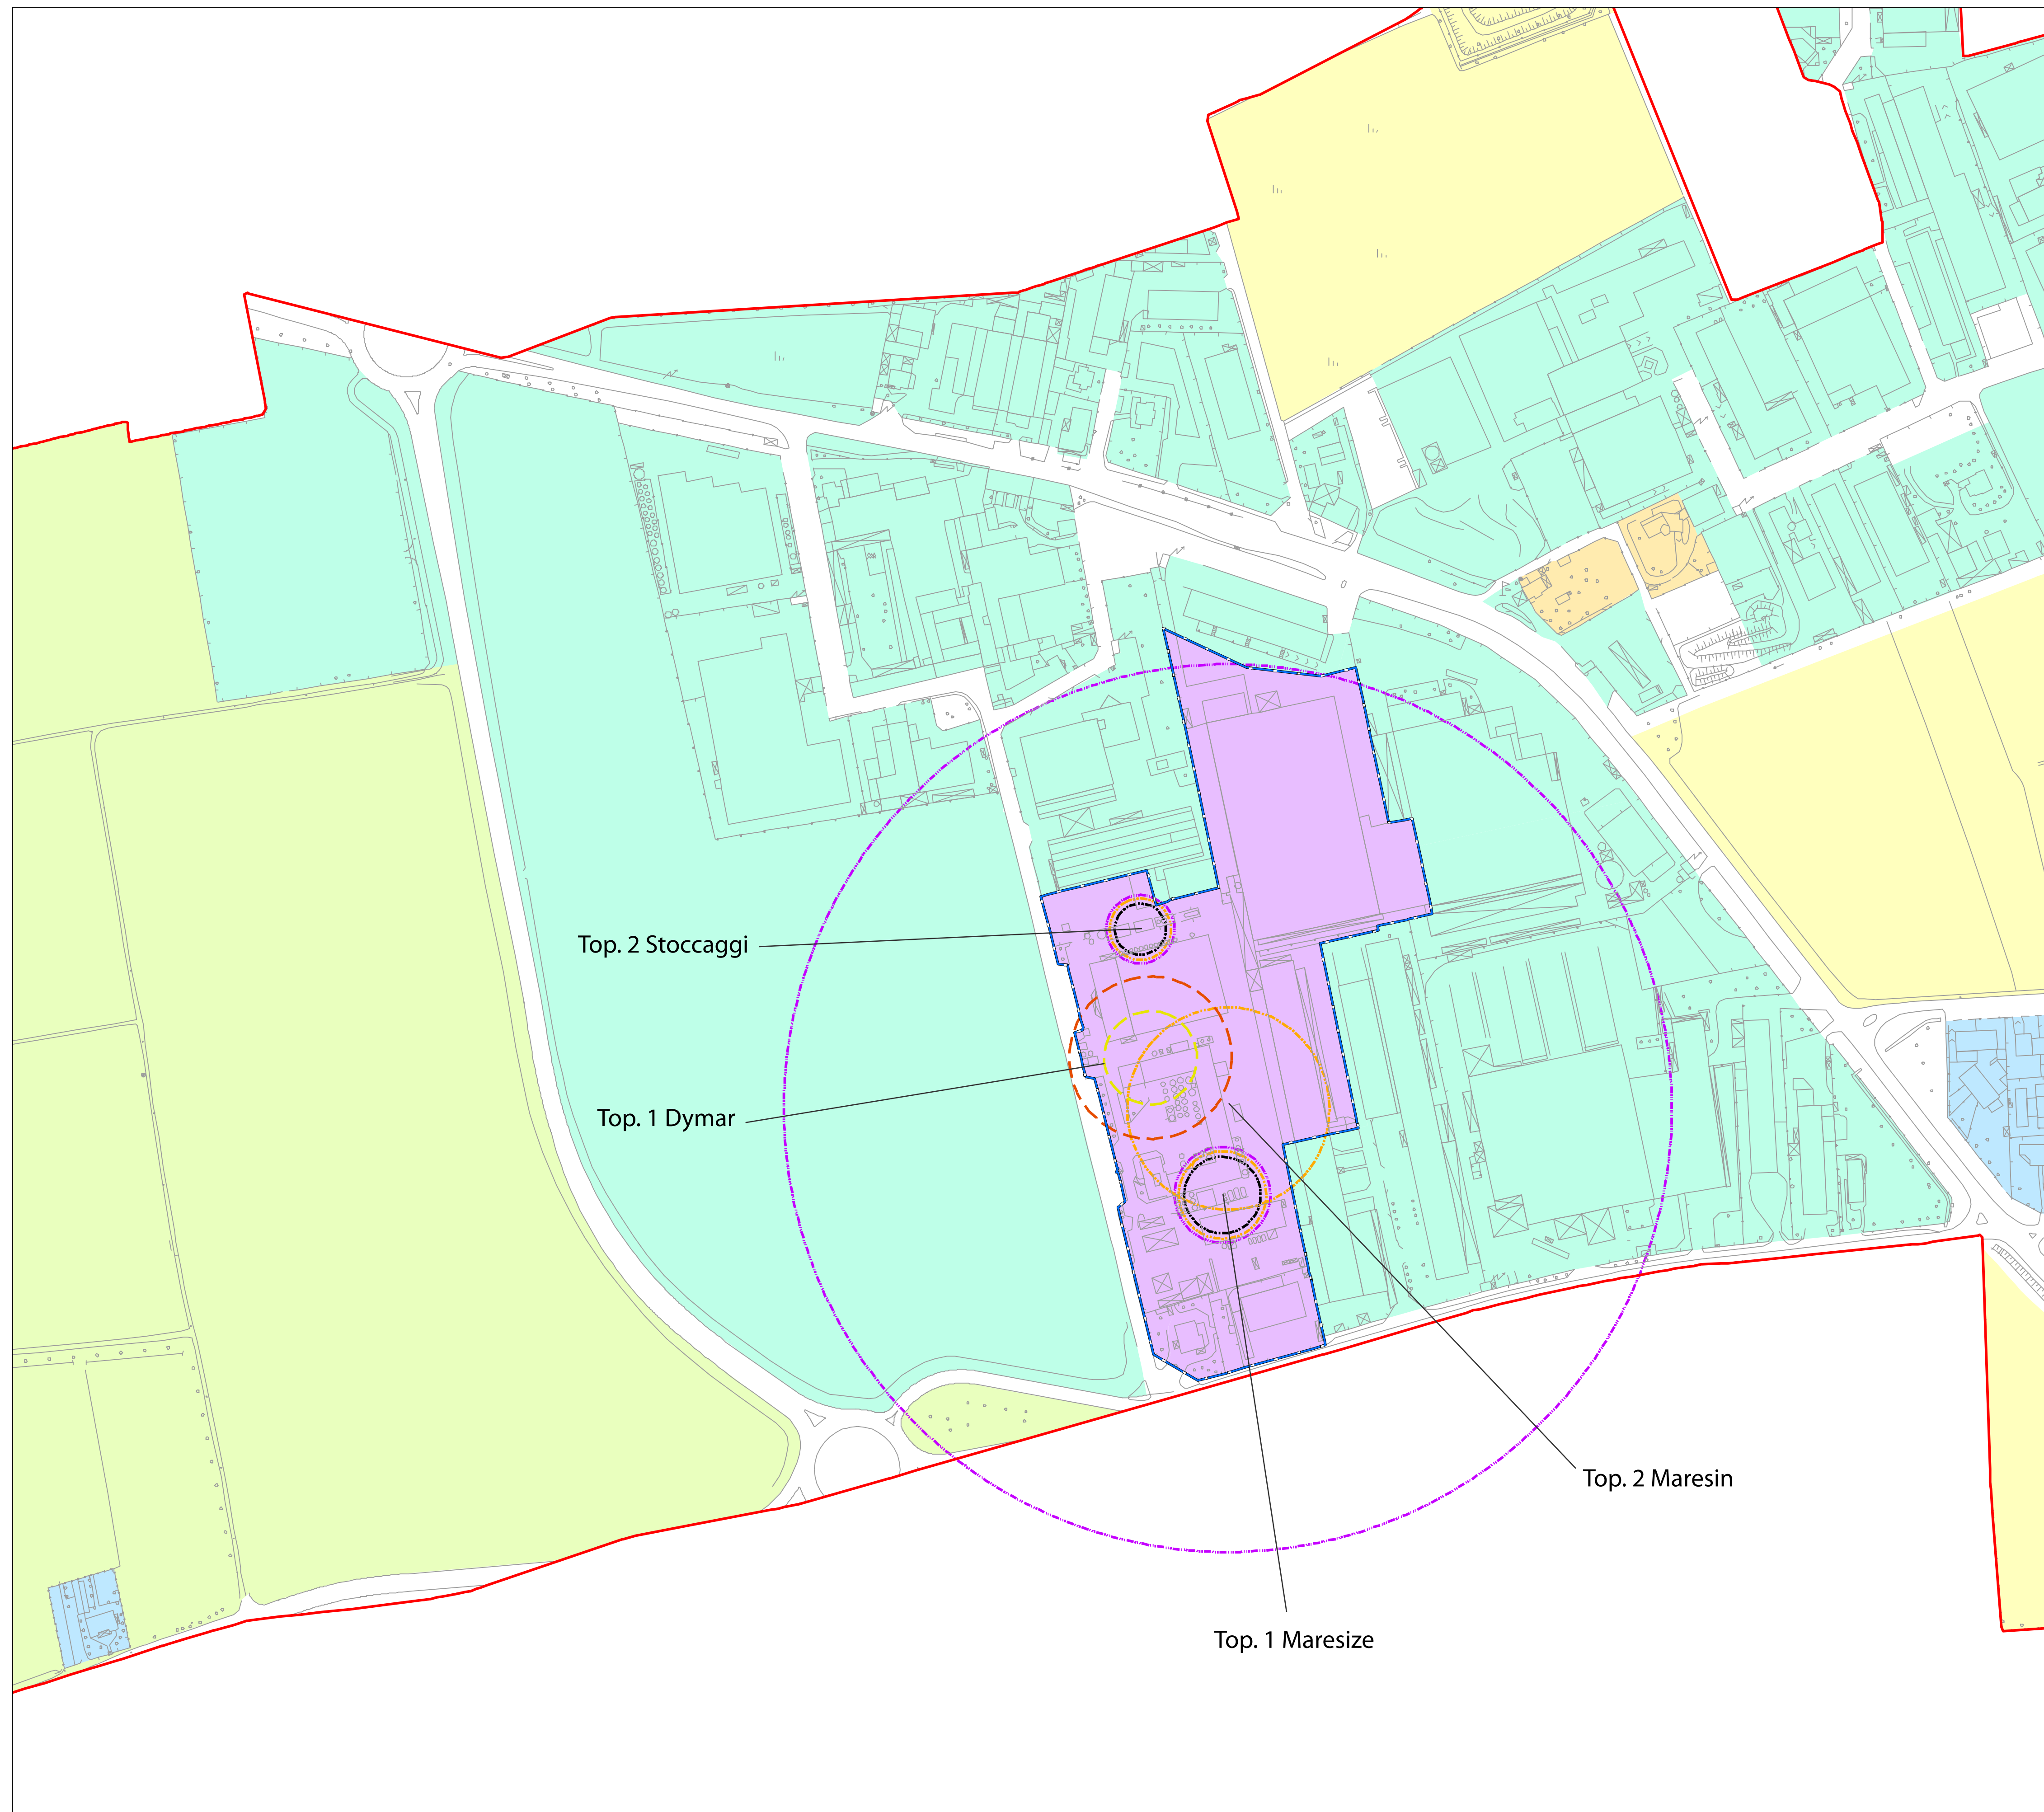 Top. 2 Stoccaggi
Top. 1 Dymar
Top. 2 Maresin
Top. 1 Maresize